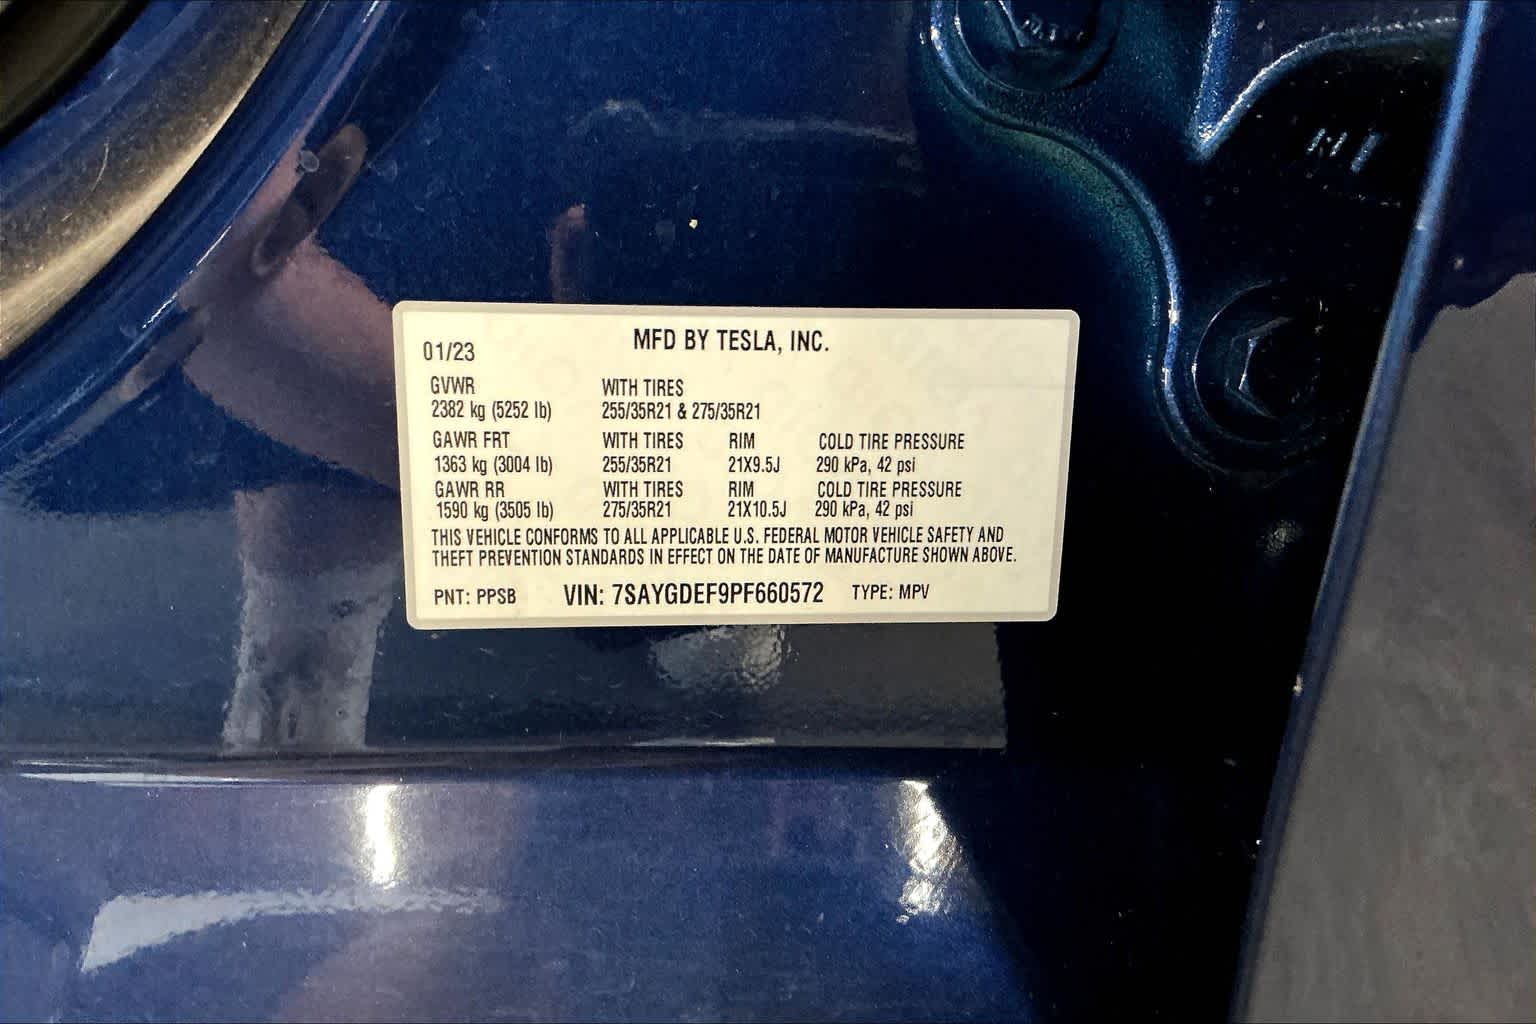 MFD BY TESLA, INC.
01/23
GVWR WITH TIRES
2382 kg (5252 lb) 255/35R21 & 275/35R21
GAWR FRT WITH TIRES RIM COLD TIRE PRESSURE
1363 kg (3004 lb) 255/35R21 21X9.5J 290 kPa, 42 psi
GAWR RR WITH TIRES RIM COLD TIRE PRESSURE
1590 kg (3505 lb) 275/35R21 21X10.5J 290 kPa, 42 psi
THIS VEHICLE CONFORMS TO ALL APPLICABLE U.S. FEDERAL MOTOR VEHICLE SAFETY AND
THEFT PREVENTION STANDARDS IN EFFECT ON THE DATE OF MANUFACTURE SHOWN ABOVE.
PNT: PPSB VIN: 7SAYGDEF9PF660572 TYPE: MPV